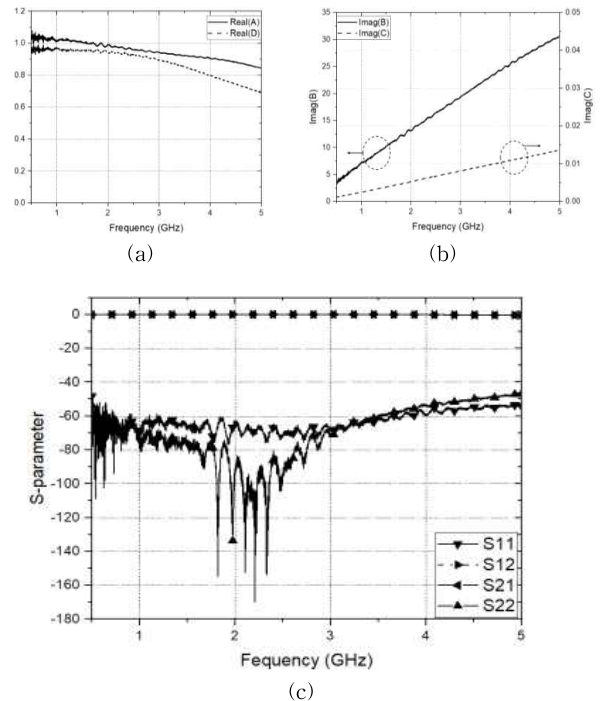 Real(A)
Real(D)
1.2
1.0
0.8
0.6
0.4
0.2
0.0
1 2 3 4 5
Frequency (GHz)
(a)
Imag(B)
Imag(C)
35
30
25
20
15
10
5
0
Imag(B)
0.05
0.04
0.03
0.02
0.01
0.00
Imag(C)
1 2 3 4 5
Frequency (GHz)
(b)
0
-20
-40
-60
-80
-100
-120
-140
-160
-180
S-parameter
S11
S12
S21
S22
1 2 3 4 5
Fequency (GHz)
(c)